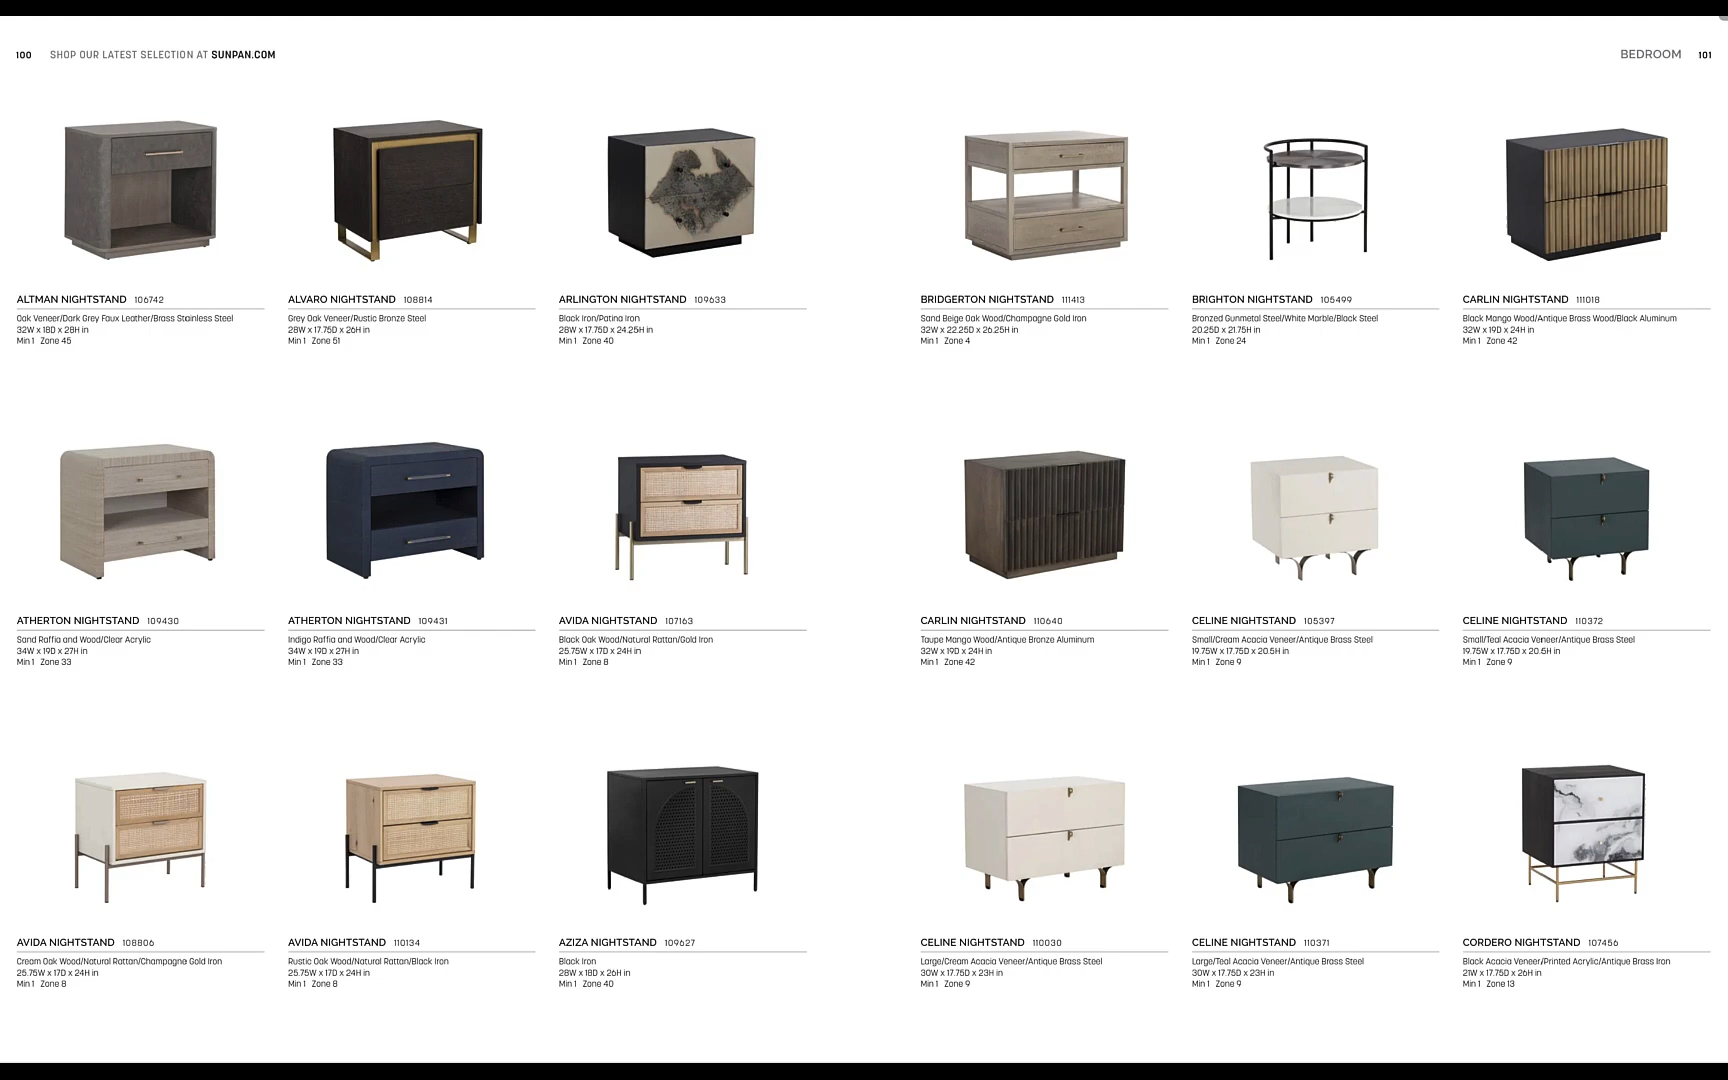 100 SHOP OUR LATEST SELECTION AT SUNPAN.COM
BEDROOM 101
ALTMAN NIGHTSTAND 106742
Oak Veneer/Dark Grey Faux Leather/Brass Stainless Steel
32W x 18D x 28H in
Min 1 Zone 45
ALVARO NIGHTSTAND 108814
Grey Oak Veneer/Rustic Bronze Steel
28W x 17.75D x 26H in
Min 1 Zone 51
ARLINGTON NIGHTSTAND 109633
Black Iron/Patina Iron
28W x 17.75D x 24.25H in
Min 1 Zone 40
BRIDGERTON NIGHTSTAND 111413
Sand Beige Oak Wood/Champagne Gold Iron
32W x 22.25D x 26.25H in
Min 1 Zone 4
BRIGHTON NIGHTSTAND 105499
Bronzed Gunmetal Steel/White Marble/Black Steel
20.25D x 21.75H in
Min 1 Zone 24
CARLIN NIGHTSTAND 111018
Black Mango Wood/Antique Brass Wood/Black Aluminum
32W x 19D x 24H in
Min 1 Zone 42
ATHERTON NIGHTSTAND 109430
Sand Raffia and Wood/Clear Acrylic
34W x 19D x 27H in
Min 1 Zone 33
ATHERTON NIGHTSTAND 109431
Indigo Raffia and Wood/Clear Acrylic
34W x 19D x 27H in
Min 1 Zone 33
AVIDA NIGHTSTAND 107163
Black Oak Wood/Natural Rattan/Gold Iron
25.75W x 17D x 24H in
Min 1 Zone 8
CARLIN NIGHTSTAND 110640
Taupe Mango Wood/Antique Bronze Aluminum
32W x 19D x 24H in
Min 1 Zone 42
CELINE NIGHTSTAND 105397
Small/Cream Acacia Veneer/Antique Brass Steel
19.75W x 17.75D x 20.5H in
Min 1 Zone 9
CELINE NIGHTSTAND 110372
Small/Teal Acacia Veneer/Antique Brass Steel
19.75W x 17.75D x 20.5H in
Min 1 Zone 9
AVIDA NIGHTSTAND 108806
Cream Oak Wood/Natural Rattan/Champagne Gold Iron
25.75W x 17D x 24H in
Min 1 Zone 8
AVIDA NIGHTSTAND 110134
Rustic Oak Wood/Natural Rattan/Black Iron
25.75W x 17D x 24H in
Min 1 Zone 8
AZIZA NIGHTSTAND 109627
Black Iron
28W x 18D x 26H in
Min 1 Zone 40
CELINE NIGHTSTAND 110030
Large/Cream Acacia Veneer/Antique Brass Steel
30W x 17.75D x 23H in
Min 1 Zone 9
CELINE NIGHTSTAND 110371
Large/Teal Acacia Veneer/Antique Brass Steel
30W x 17.75D x 23H in
Min 1 Zone 9
CORDERO NIGHTSTAND 107456
Black Acacia Veneer/Printed Acrylic/Antique Brass Iron
21W x 17.75D x 26H in
Min 1 Zone 13